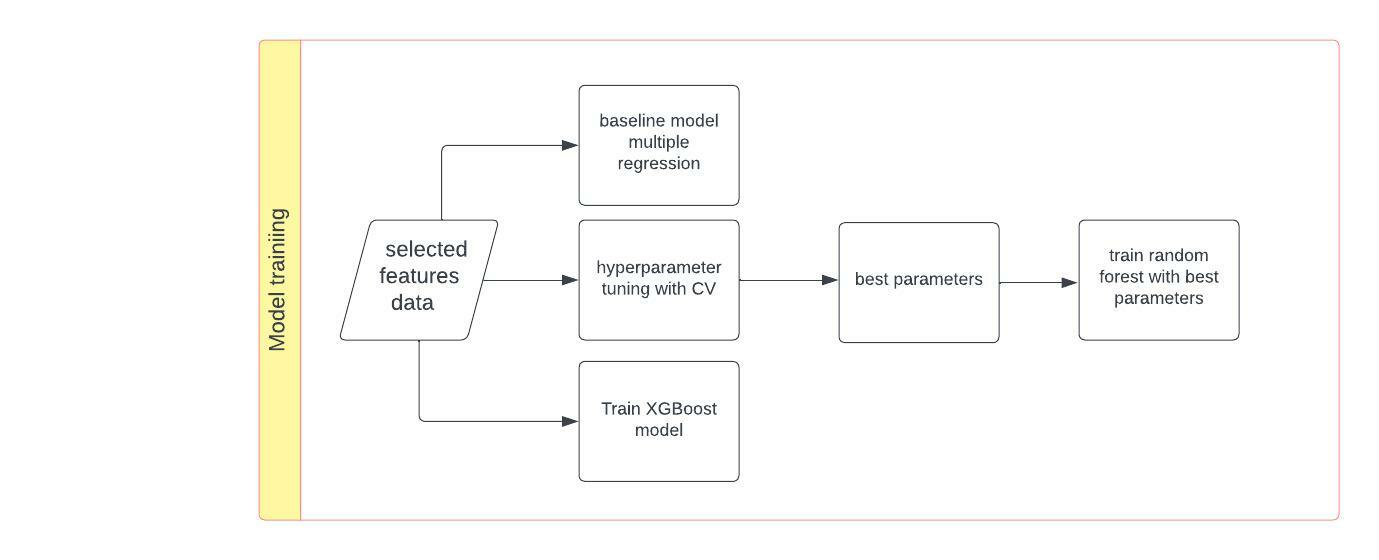 Model trainiing
baseline model
multiple
regression
selected
features
data
hyperparameter
tuning with CV
best parameters
train random
forest with best
parameters
Train XGBoost
model